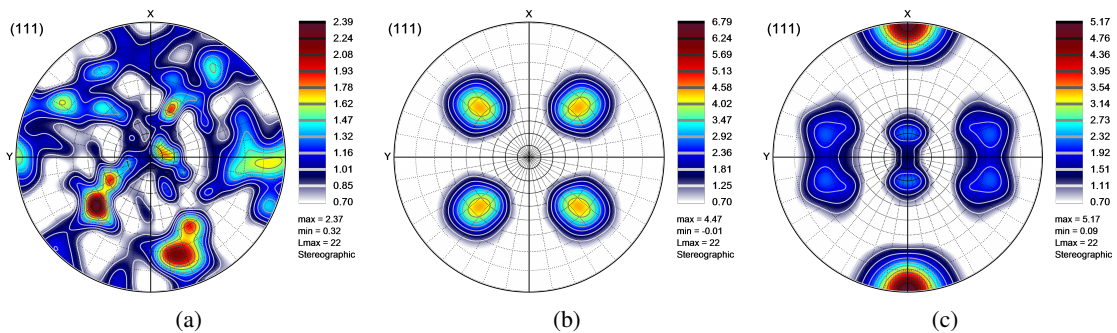 (111)
X
Y
2.39
2.24
2.08
1.93
1.78
1.62
1.47
1.32
1.16
1.01
0.85
0.70
max = 2.37
min = 0.32
Lmax = 22
Stereographic
(a)
(111)
X
Y
6.79
6.24
5.69
5.13
4.58
4.02
3.47
2.92
2.36
1.81
1.25
0.70
max = 4.47
min = -0.01
Lmax = 22
Stereographic
(b)
(111)
X
Y
5.17
4.76
4.35
3.95
3.54
3.14
2.73
2.32
1.92
1.51
1.11
0.70
max = 5.17
min = 0.09
Lmax = 22
Stereographic
(c)